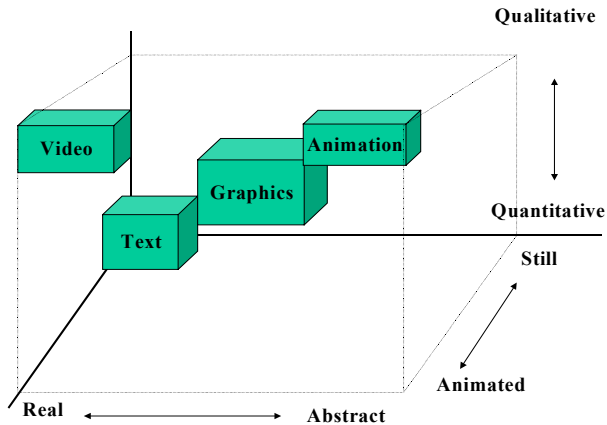 Qualitative
Video
Animation
Graphics
Quantitative
Text
Still
Animated
Real
Abstract